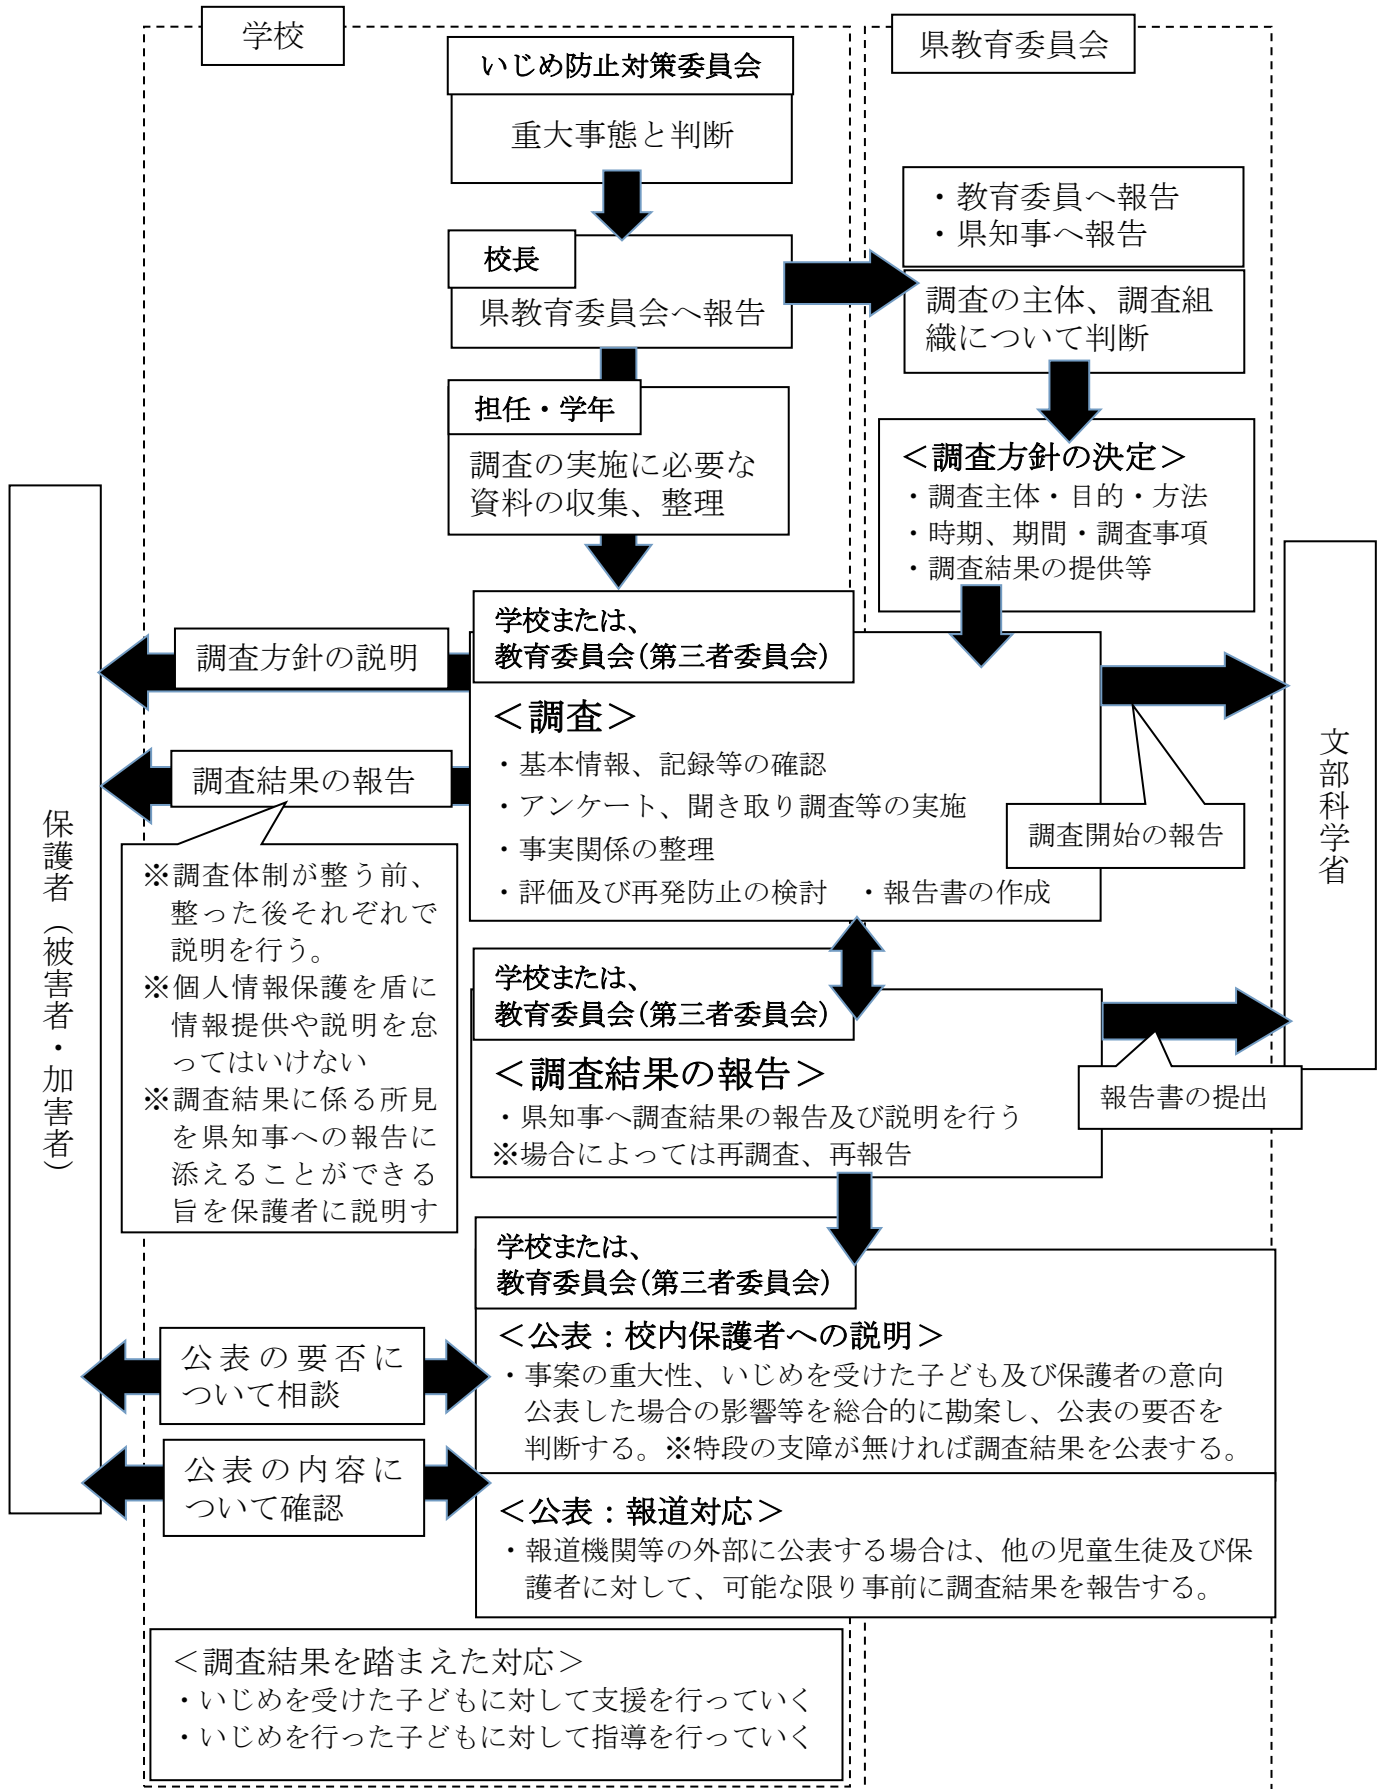 学校
県教育委員会
いじめ防止対策委員会
重大事態と判断
・教育委員へ報告
・県知事へ報告
校長
県教育委員会へ報告
調査の主体、調査組
織について判断
担任・学年
調査の実施に必要な
資料の収集、整理
＜調査方針の決定＞
・調査主体・目的・方法
・時期、期間・調査事項
・調査結果の提供等
学校または、
教育委員会(第三者委員会)
調査方針の説明
＜調査＞
・基本情報、記録等の確認
・アンケート、聞き取り調査等の実施
・事実関係の整理
・評価及び再発防止の検討　・報告書の作成
調査結果の報告
調査開始の報告
文部科学省
保護者（被害者・加害者）
※調査体制が整う前、
整った後それぞれで
説明を行う。
※個人情報保護を盾に
情報提供や説明を怠
ってはいけない
※調査結果に係る所見
を県知事への報告に
添えることができる
旨を保護者に説明す
学校または、
教育委員会(第三者委員会)
＜調査結果の報告＞
・県知事へ調査結果の報告及び説明を行う
※場合によっては再調査、再報告
報告書の提出
学校または、
教育委員会(第三者委員会)
＜公表：校内保護者への説明＞
・事案の重大性、いじめを受けた子ども及び保護者の意向
公表した場合の影響等を総合的に勘案し、公表の要否を
判断する。※特段の支障が無ければ調査結果を公表する。
公表の要否に
ついて相談
公表の内容に
ついて確認
＜公表：報道対応＞
・報道機関等の外部に公表する場合は、他の児童生徒及び保
護者に対して、可能な限り事前に調査結果を報告する。
＜調査結果を踏まえた対応＞
・いじめを受けた子どもに対して支援を行っていく
・いじめを行った子どもに対して指導を行っていく